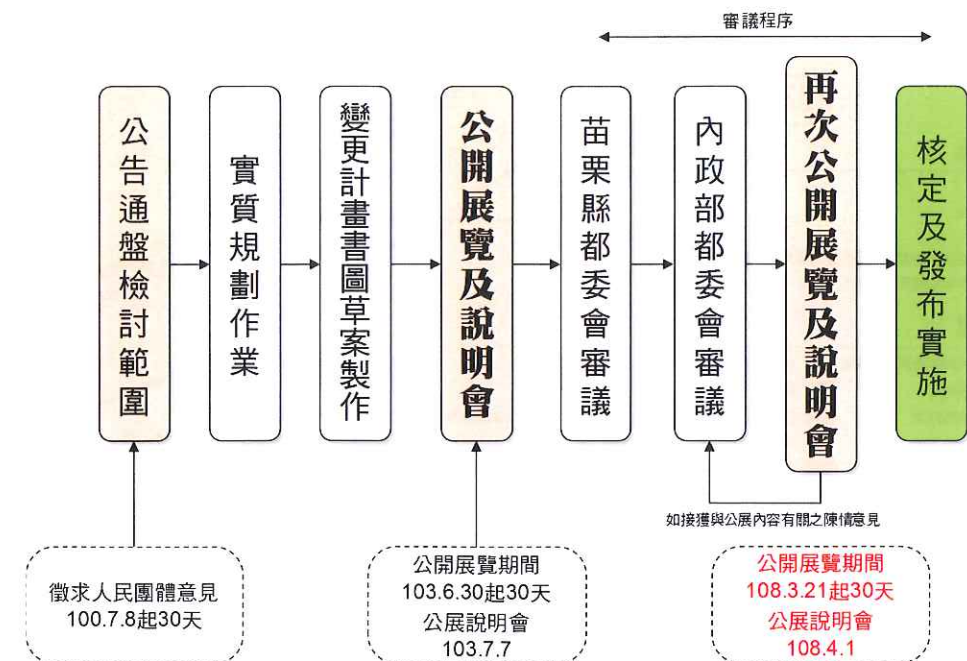 審議程序
公告通盤檢討範圍
實質規劃作業
變更計畫書圖草案製作
公開展覽及說明會
苗栗縣都委會審議
內政部都委會審議
再次公開展覽及說明會
核定及發布實施
如接獲與公展內容有關之陳情意見
徵求人民團體意見
100.7.8起30天
公開展覽期間
103.6.30起30天
公展說明會
103.7.7
公開展覽期間
108.3.21起30天
公展說明會
108.4.1